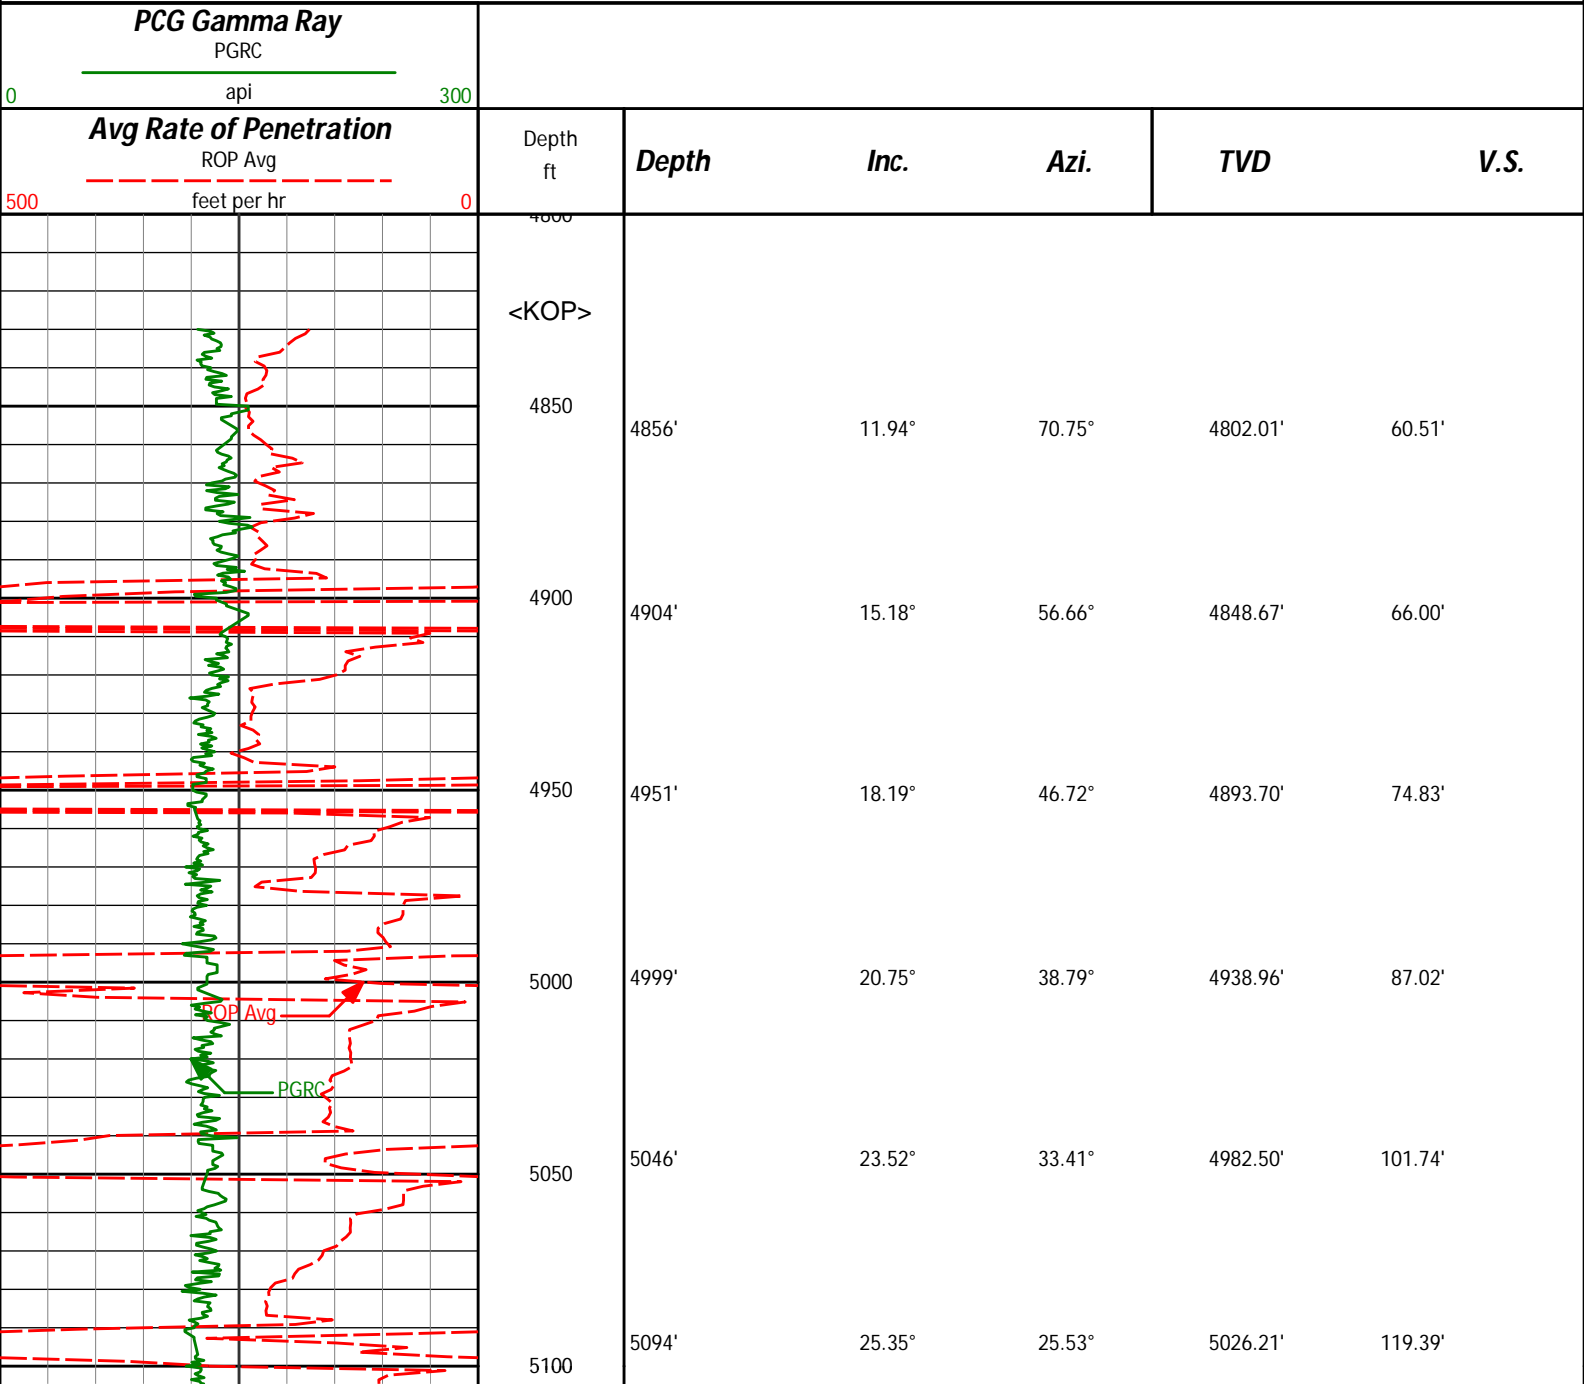 PCG Gamma Ray
PGRC
0 api 300
Avg Rate of Penetration
ROP Avg
500 feet per hr 0
Depth
ft
Depth Inc. Azi. TVD V.S.
4800
<KOP>
4850
4856' 11.94° 70.75° 4802.01' 60.51'
4900
4904' 15.18° 56.66° 4848.67' 66.00'
4950
4951' 18.19° 46.72° 4893.70' 74.83'
5000
4999' 20.75° 38.79° 4938.96' 87.02'
ROP Avg
PGRC
5050
5046' 23.52° 33.41° 4982.50' 101.74'
5094' 25.35° 25.53° 5026.21' 119.39'
5100